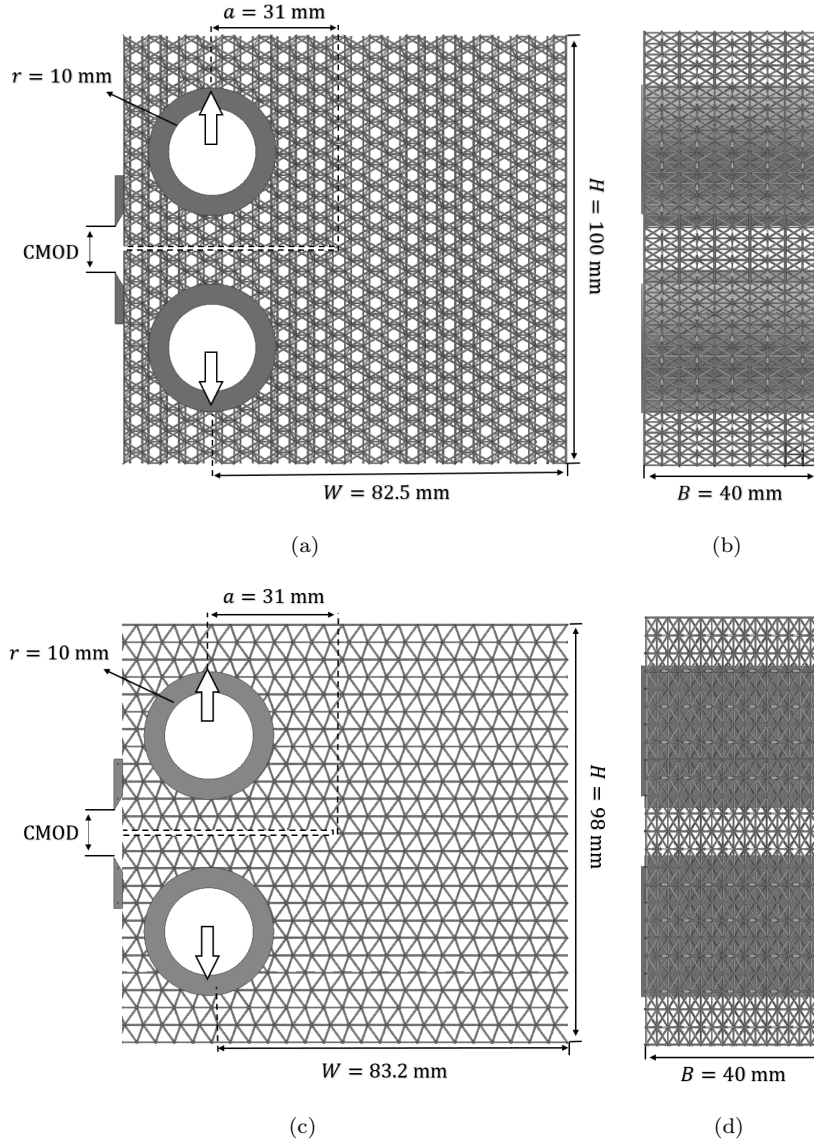 a = 31 mm
r = 10 mm
CMOD
H = 100 mm
W = 82.5 mm
B = 40 mm
(a)
(b)
a = 31 mm
r = 10 mm
CMOD
H = 98 mm
W = 83.2 mm
B = 40 mm
(c)
(d)